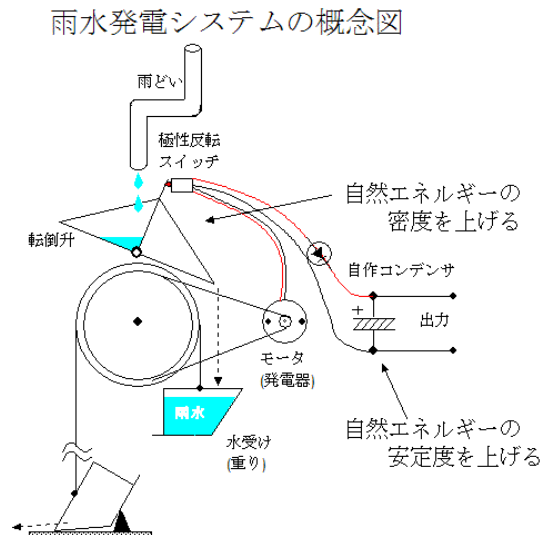 雨水発電システムの概念図
雨どい
極性反転
スイッチ
自然エネルギーの
密度を上げる
転倒升
自作コンデンサ
+
出力
モータ
(発電器)
雨水
水受け
(重り)
自然エネルギーの
安定度を上げる